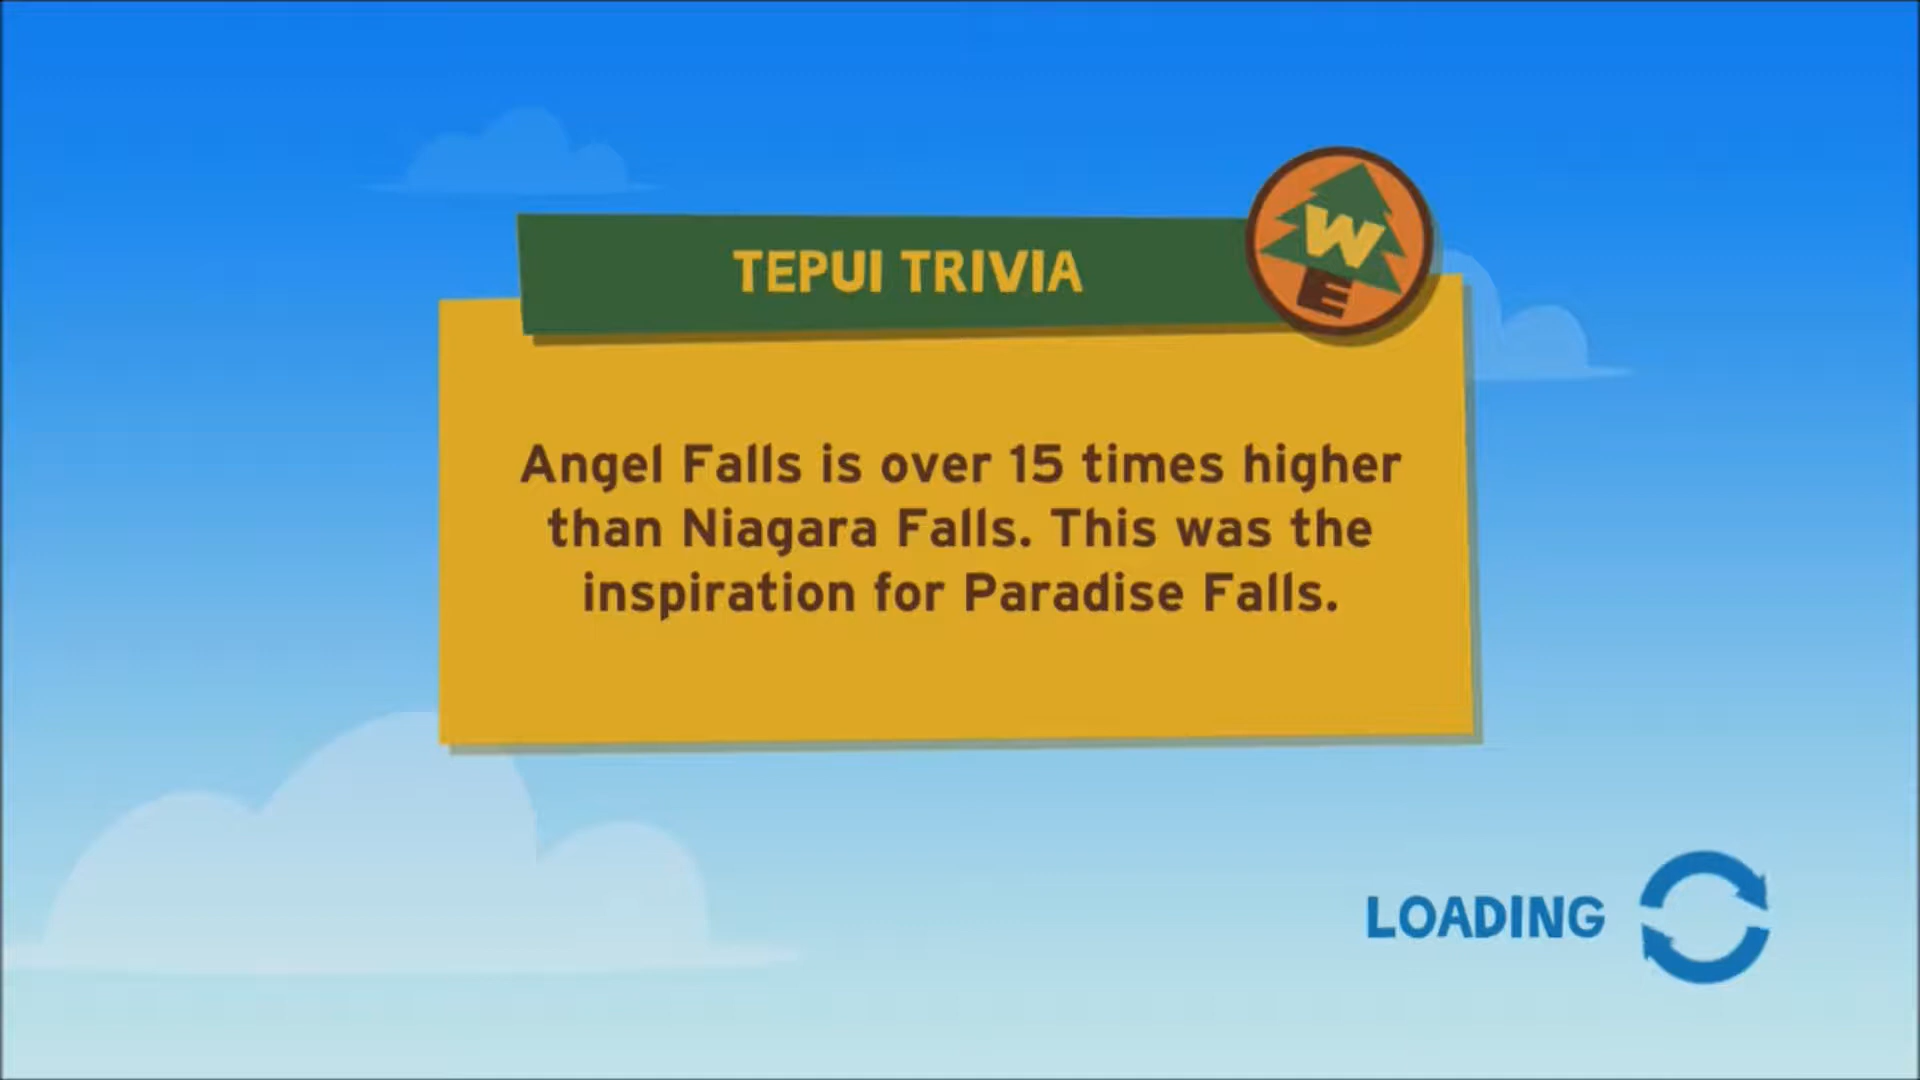 TEPUI TRIVIA
W
E
Angel Falls is over 15 times higher
than Niagara Falls. This was the
inspiration for Paradise Falls.
LOADING